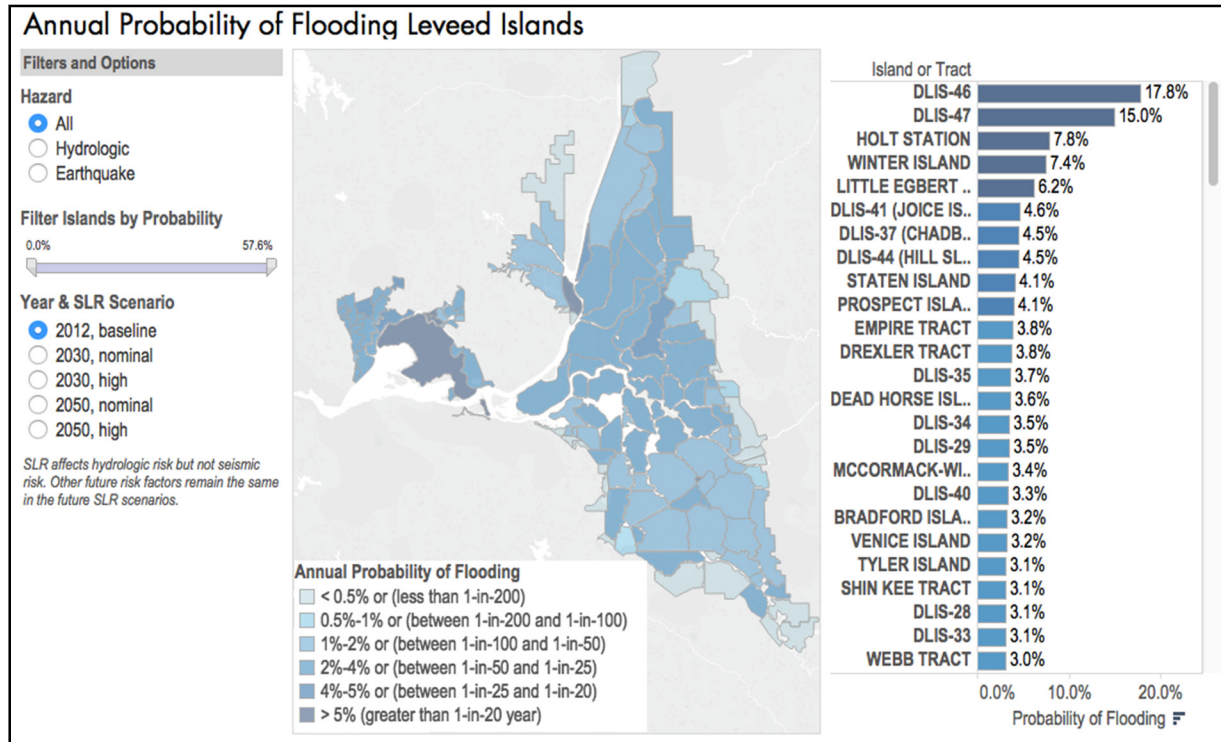 Annual Probability of Flooding Leveed Islands
Filters and Options
Hazard
All
Hydrologic
Earthquake
Filter Islands by Probability
0.0% 57.6%
Year & SLR Scenario
2012, baseline
2030, nominal
2030, high
2050, nominal
2050, high
SLR affects hydrologic risk but not seismic
risk. Other future risk factors remain the same
in the future SLR scenarios.
Annual Probability of Flooding
< 0.5% or (less than 1-in-200)
0.5%-1% or (between 1-in-200 and 1-in-100)
1%-2% or (between 1-in-100 and 1-in-50)
2%-4% or (between 1-in-50 and 1-in-25)
4%-5% or (between 1-in-25 and 1-in-20)
> 5% (greater than 1-in-20 year)
Island or Tract
DLIS-46 17.8%
DLIS-47 15.0%
HOLT STATION 7.8%
WINTER ISLAND 7.4%
LITTLE EGBERT .. 6.2%
DLIS-41 (JOICE IS.. 4.6%
DLIS-37 (CHADB.. 4.5%
DLIS-44 (HILL SL.. 4.5%
STATEN ISLAND 4.1%
PROSPECT ISLA.. 4.1%
EMPIRE TRACT 3.8%
DREXLER TRACT 3.8%
DLIS-35 3.7%
DEAD HORSE ISL.. 3.6%
DLIS-34 3.5%
DLIS-29 3.5%
MCCORMACK-WI.. 3.4%
DLIS-40 3.3%
BRADFORD ISLA.. 3.2%
VENICE ISLAND 3.2%
TYLER ISLAND 3.1%
SHIN KEE TRACT 3.1%
DLIS-28 3.1%
DLIS-33 3.1%
WEBB TRACT 3.0%
0.0% 10.0% 20.0%
Probability of Flooding